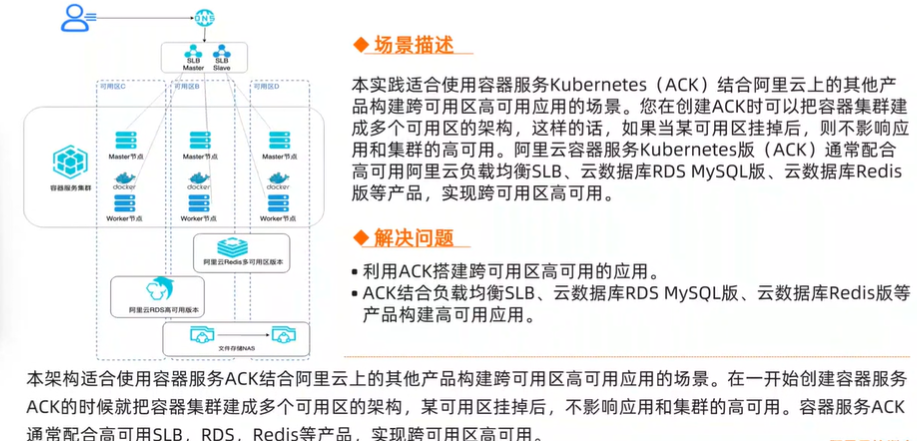 DNS
SLB
Master
SLB
Slave
可用区C
可用区B
可用区D
Master节点
Master节点
Master节点
容器服务集群
docker
docker
docker
Worker节点
Worker节点
Worker节点
阿里云Redis多可用区版本
阿里云RDS高可用版本
文件存储NAS
◆ 场景描述
本实践适合使用容器服务Kubernetes（ACK）结合阿里云上的其他产
品构建跨可用区高可用应用的场景。您在创建ACK时可以把容器集群建
成多个可用区的架构，这样的话，如果当某可用区挂掉后，则不影响应
用和集群的高可用。阿里云容器服务Kubernetes版（ACK）通常配合
高可用阿里云负载均衡SLB、云数据库RDS MySQL版、云数据库Redis
版等产品，实现跨可用区高可用。
◆ 解决问题
▪ 利用ACK搭建跨可用区高可用的应用。
▪ ACK结合负载均衡SLB、云数据库RDS MySQL版、云数据库Redis版等
产品构建高可用应用。
本架构适合使用容器服务ACK结合阿里云上的其他产品构建跨可用区高可用应用的场景。在一开始创建容器服务
ACK的时候就把容器集群建成多个可用区的架构，某可用区挂掉后，不影响应用和集群的高可用。容器服务ACK
通常配合高可用SLB，RDS，Redis等产品，实现跨可用区高可用。